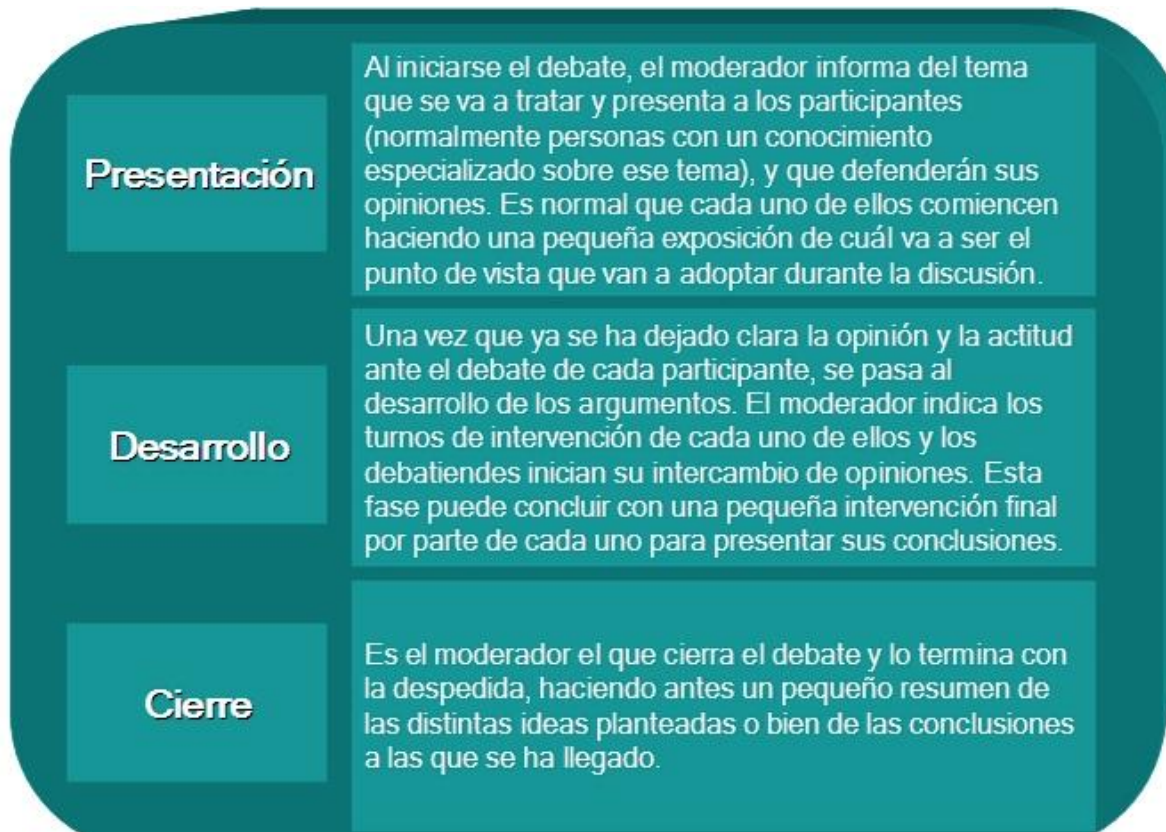 Presentación
Al iniciarse el debate, el moderador informa del tema
que se va a tratar y presenta a los participantes
(normalmente personas con un conocimiento
especializado sobre ese tema), y que defenderán sus
opiniones. Es normal que cada uno de ellos comiencen
haciendo una pequeña exposición de cuál va a ser el
punto de vista que van a adoptar durante la discusión.
Desarrollo
Una vez que ya se ha dejado clara la opinión y la actitud
ante el debate de cada participante, se pasa al
desarrollo de los argumentos. El moderador indica los
turnos de intervención de cada uno de ellos y los
debatiendes inician su intercambio de opiniones. Esta
fase puede concluir con una pequeña intervención final
por parte de cada uno para presentar sus conclusiones.
Cierre
Es el moderador el que cierra el debate y lo termina con
la despedida, haciendo antes un pequeño resumen de
las distintas ideas planteadas o bien de las conclusiones
a las que se ha llegado.